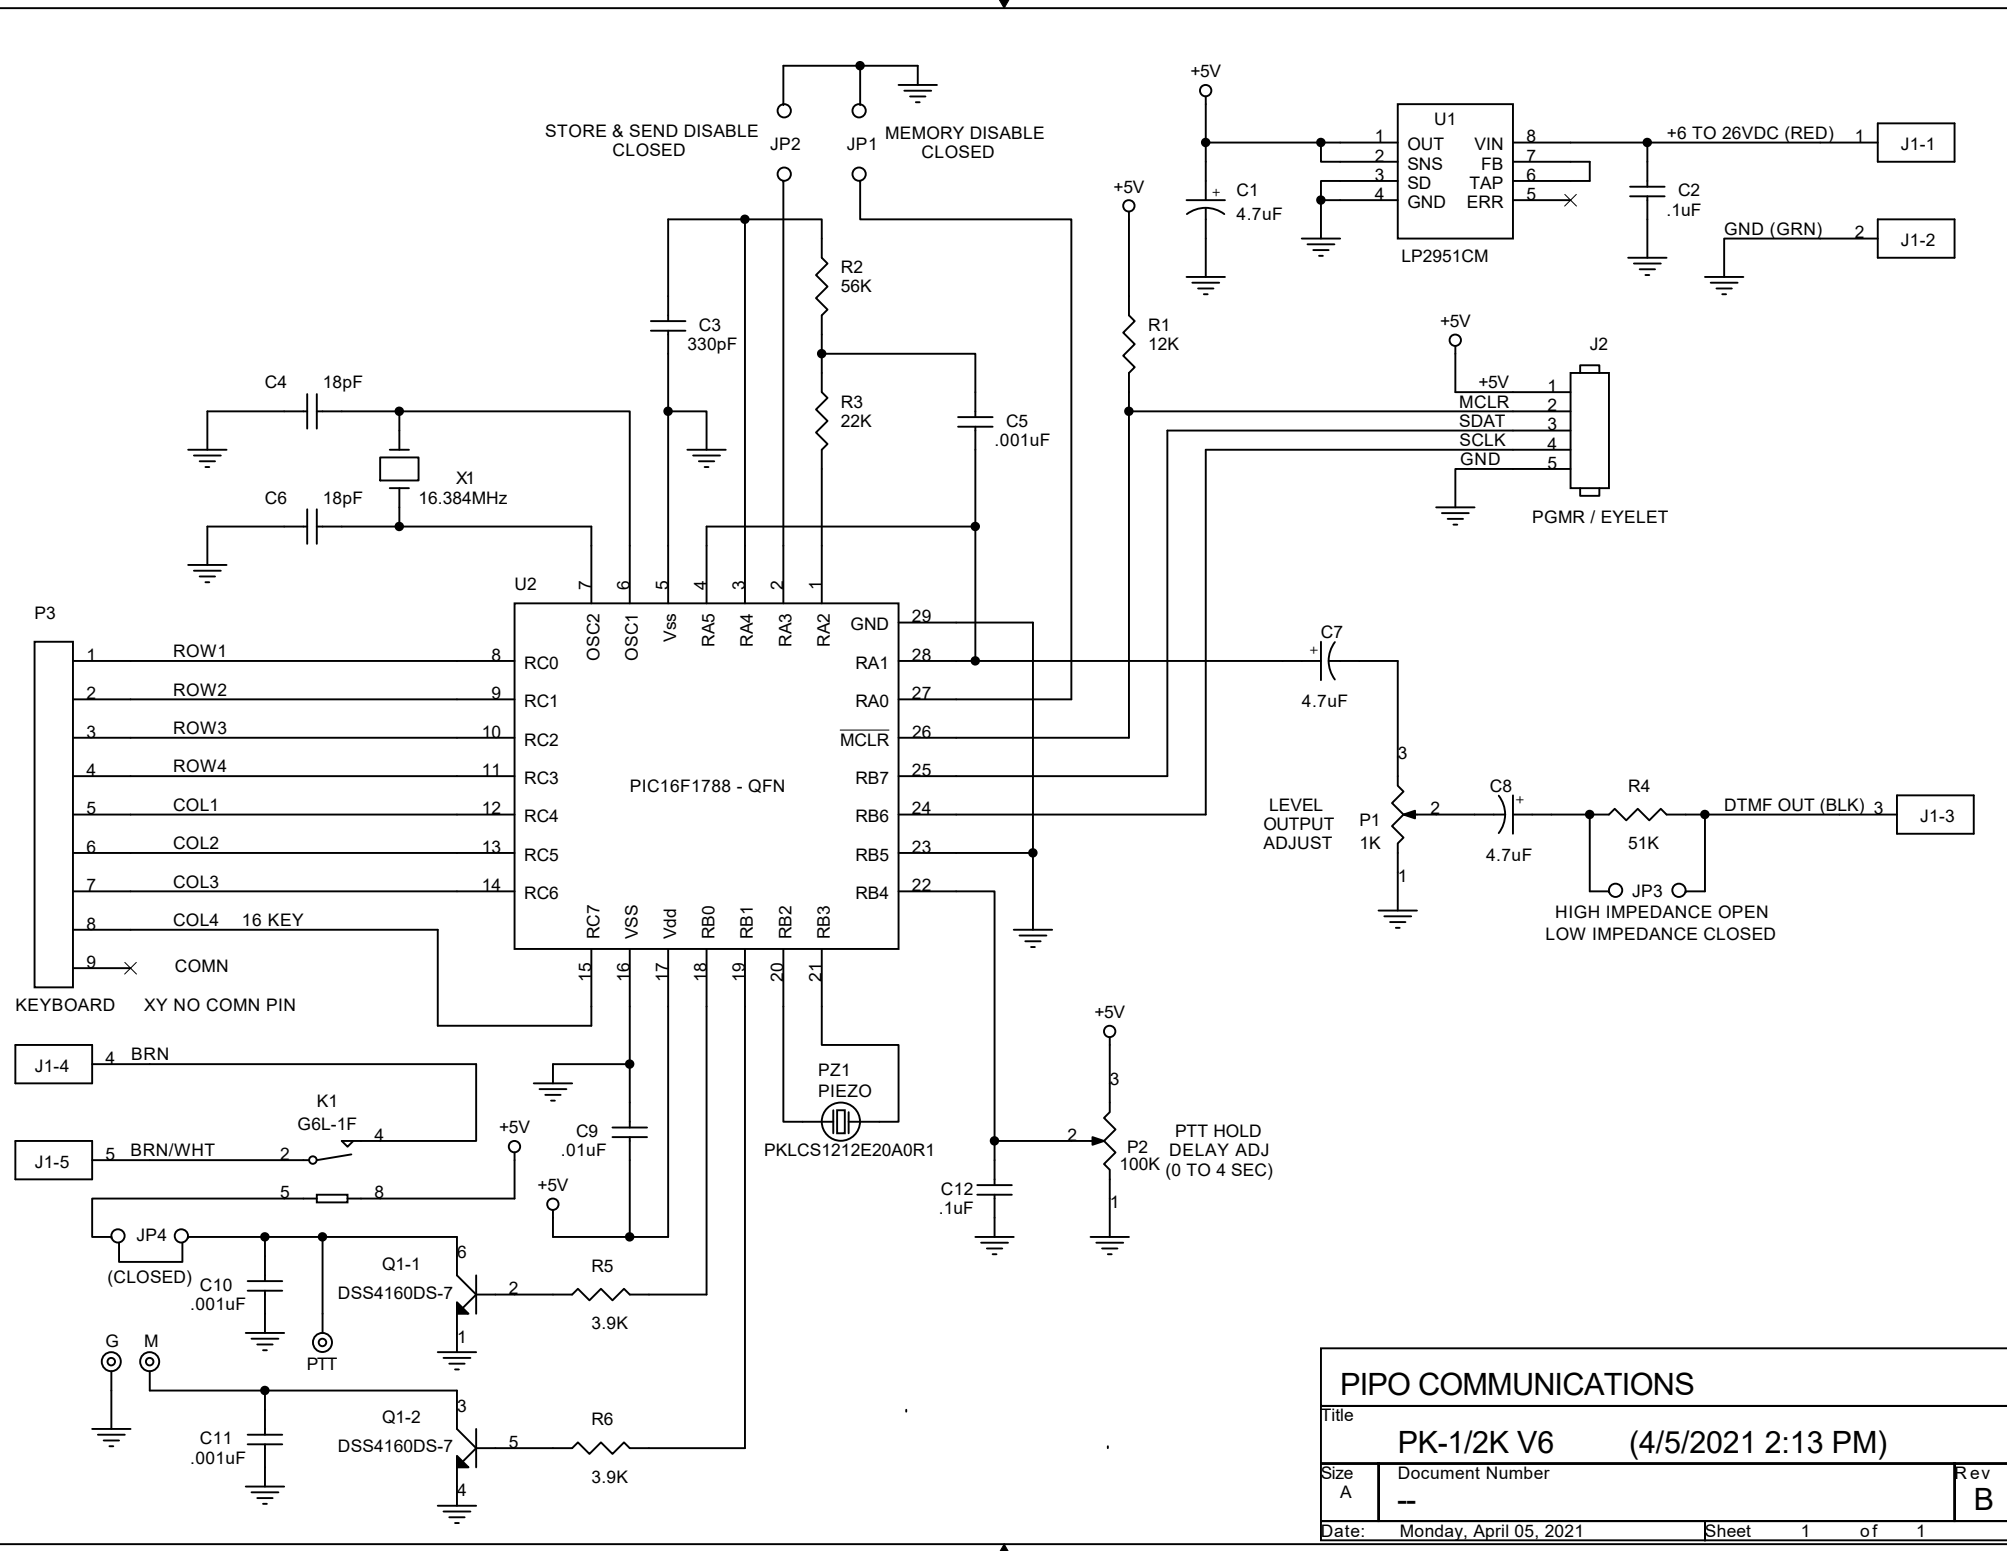 STORE & SEND DISABLE
CLOSED
JP2
JP1
MEMORY DISABLE
CLOSED
+5V
C1
4.7uF
+
U1
1 OUT VIN 8
2 SNS FB 7
3 SD TAP 6
4 GND ERR 5
LP2951CM
+6 TO 26VDC (RED) 1
J1-1
C2
.1uF
GND (GRN) 2
J1-2
+5V
R1
12K
R2
56K
C3
330pF
R3
22K
C5
.001uF
+5V
J2
+5V 1
MCLR 2
SDAT 3
SCLK 4
GND 5
PGMR / EYELET
C4 18pF
X1
16.384MHz
C6 18pF
U2
7 6 5 4 3 2 1
OSC2 OSC1 Vss RA5 RA4 RA3 RA2
PIC16F1788 - QFN
GND 29
RA1 28
RA0 27
MCLR 26
RB7 25
RB6 24
RB5 23
RB4 22
P3
1 ROW1 8 RC0
2 ROW2 9 RC1
3 ROW3 10 RC2
4 ROW4 11 RC3
5 COL1 12 RC4
6 COL2 13 RC5
7 COL3 14 RC6
8 COL4 16 KEY
9 COMN
KEYBOARD XY NO COMN PIN
RC7 VSS Vdd RB0 RB1 RB2 RB3
15 16 17 18 19 20 21
C7
+
4.7uF
3
LEVEL
OUTPUT
ADJUST
P1
1K
2
1
C8
+
4.7uF
R4
51K
DTMF OUT (BLK) 3
J1-3
JP3
HIGH IMPEDANCE OPEN
LOW IMPEDANCE CLOSED
J1-4
4 BRN
K1
G6L-1F
4
J1-5
5 BRN/WHT 2
5 8
+5V
+5V
C9
.01uF
PZ1
PIEZO
PKLCS1212E20A0R1
+5V
3
2
P2
100K
1
PTT HOLD
DELAY ADJ
(0 TO 4 SEC)
C12
.1uF
JP4
(CLOSED)
C10
.001uF
PTT
Q1-1
DSS4160DS-7
6
2
1
R5
3.9K
G M
C11
.001uF
Q1-2
DSS4160DS-7
3
5
4
R6
3.9K
PIPO COMMUNICATIONS
Title
PK-1/2K V6 (4/5/2021 2:13 PM)
Size
A
Document Number
--
Rev
B
Date: Monday, April 05, 2021 Sheet 1 of 1